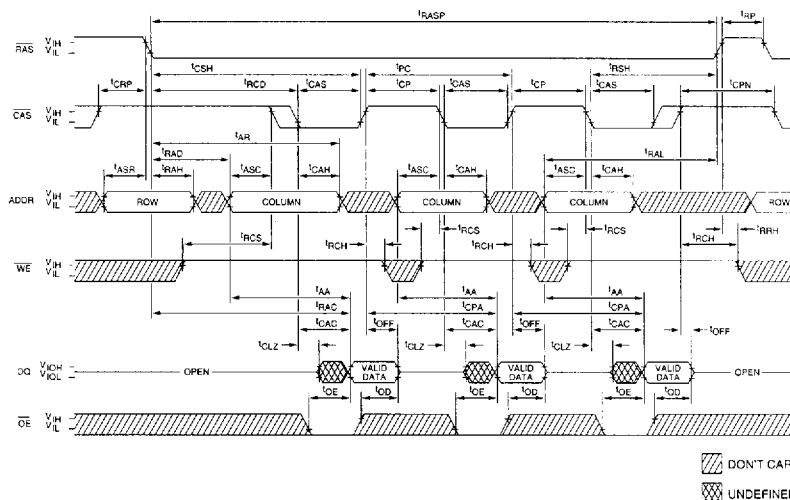 tRASP tRP
RAS VIH
VIL
tCSH tPC tRSH
tCRP tRCD tCAS tCP tCAS tCP tCAS tCPN
CAS VIH
VIL
tAR
tRAD tRAL
tASR tRAH tASC tCAH tASC tCAH tASC tCAH
ADDR VIH
VIL
ROW COLUMN COLUMN COLUMN ROW
tRCS tRCH tRCS tRCH tRCS tRCH tRRH
WE VIH
VIL
tAA tAA tAA
tRAC tCPA tCPA
tCAC tOFF tCAC tOFF tCAC tOFF
tCLZ tCLZ tCLZ
DQ VIOH
VIOL
OPEN VALID DATA VALID DATA VALID DATA OPEN
tOE tOD tOE tOD tOE tOD
OE VIH
VIL
DON'T CAR
UNDEFINE